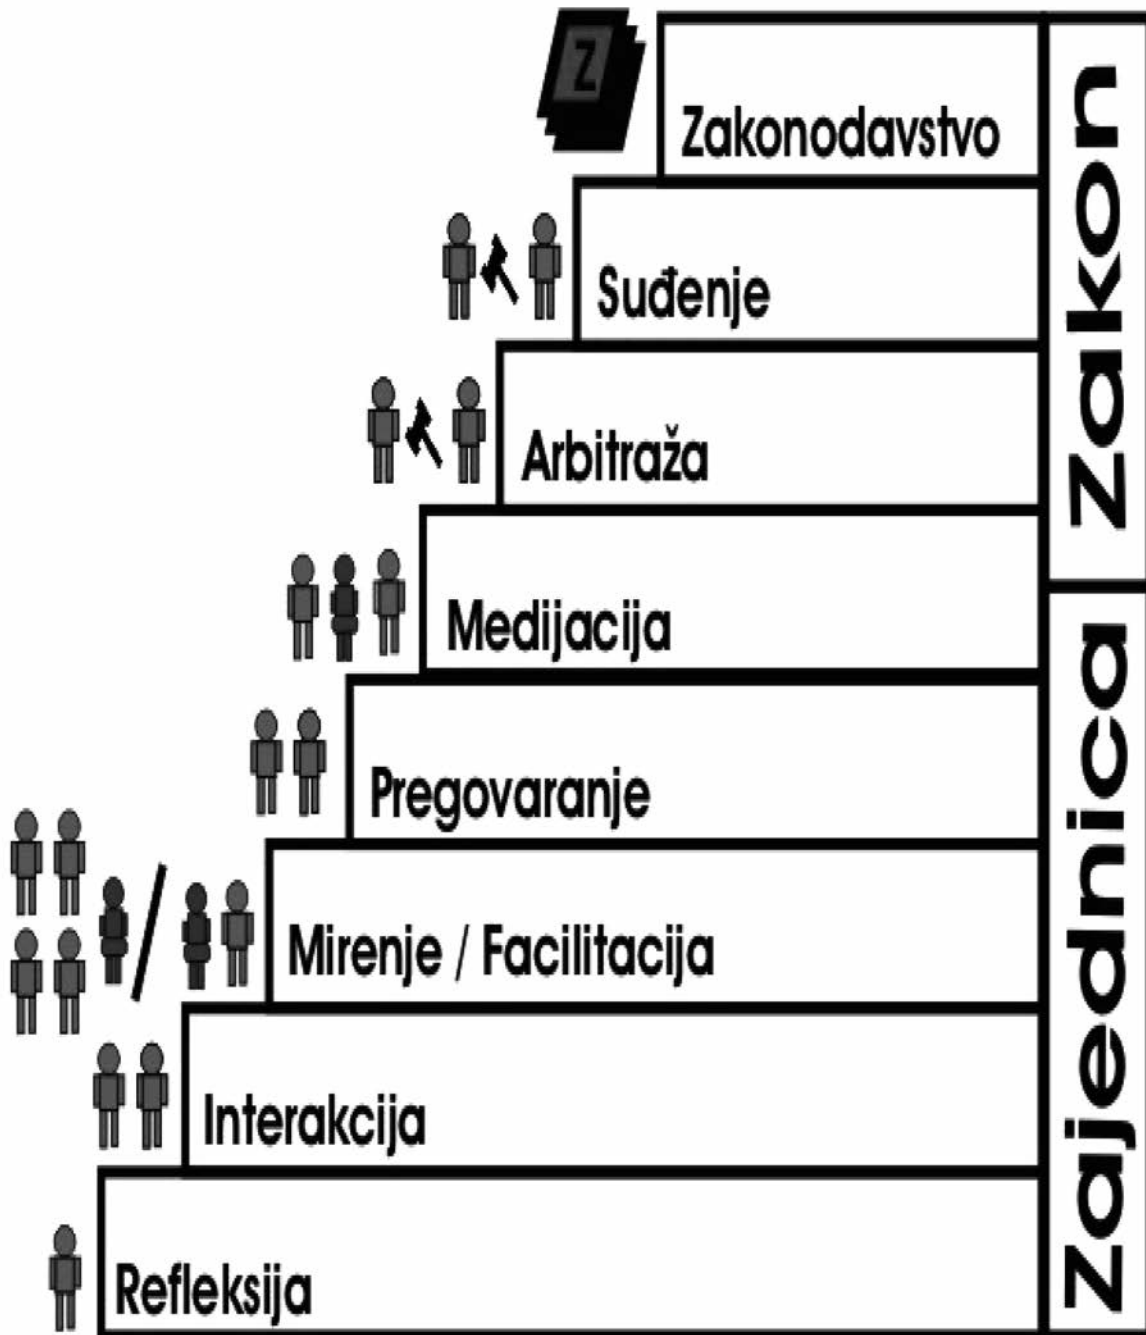 Z
Zakonodavstvo
Suđenje
Arbitraža
Medijacija
Pregovaranje
Mirenje / Facilitacija
Interakcija
Refleksija
Zakon
Zajednica